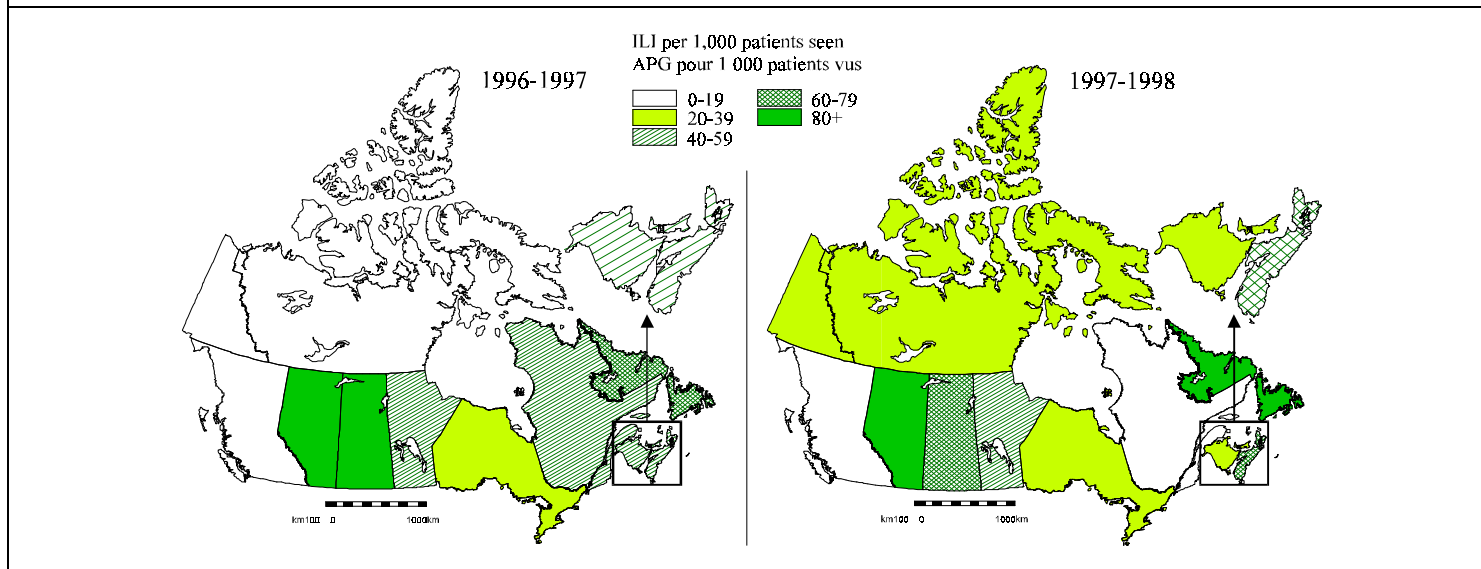 ILI per 1,000 patients seen
APG pour 1 000 patients vus
1996-1997
1997-1998
0-19
20-39
40-59
60-79
80+
km100 0 1000km
km100 0 1000km